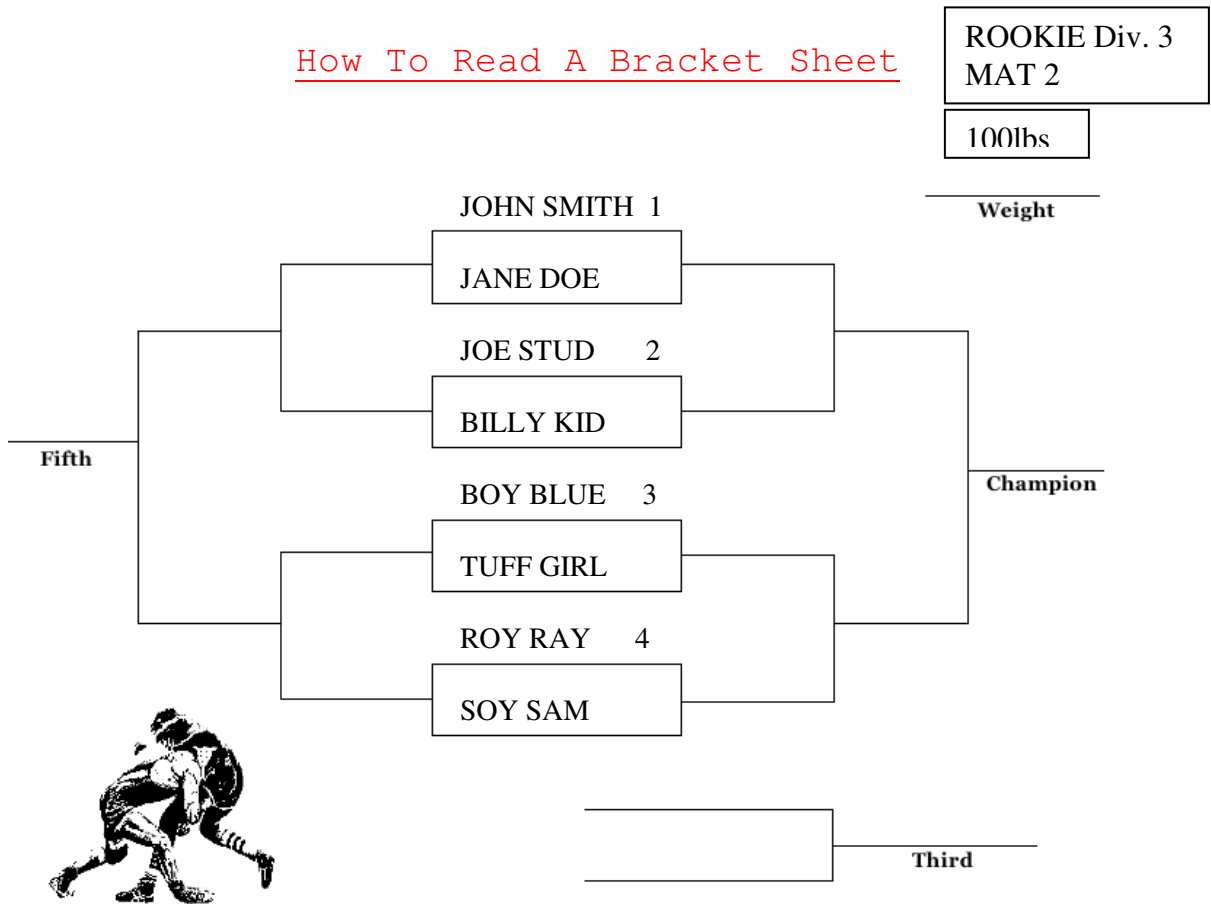 How To Read A Bracket Sheet
ROOKIE Div. 3
MAT 2
100lbs
Weight
JOHN SMITH 1
JANE DOE
JOE STUD 2
BILLY KID
Fifth
BOY BLUE 3
Champion
TUFF GIRL
ROY RAY 4
SOY SAM
Third